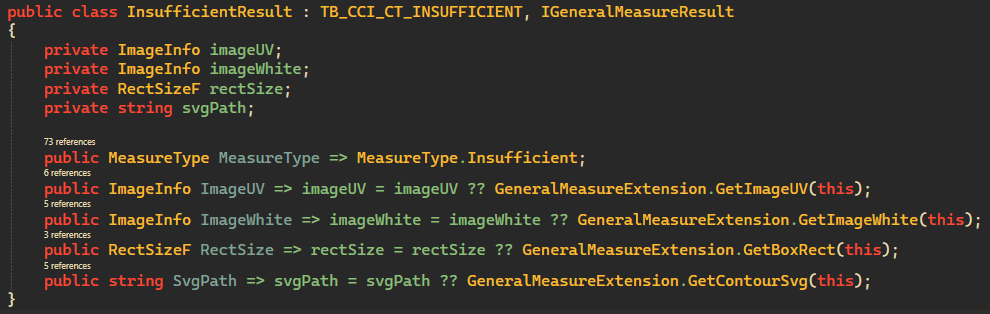 public class InsufficientResult : TB_CCI_CT_INSUFFICIENT, IGeneralMeasureResult
{
    private ImageInfo imageUV;
    private ImageInfo imageWhite;
    private RectSizeF rectSize;
    private string svgPath;
    73 references
    public MeasureType MeasureType => MeasureType.Insufficient;
    6 references
    public ImageInfo ImageUV => imageUV = imageUV ?? GeneralMeasureExtension.GetImageUV(this);
    5 references
    public ImageInfo ImageWhite => imageWhite = imageWhite ?? GeneralMeasureExtension.GetImageWhite(this);
    3 references
    public RectSizeF RectSize => rectSize = rectSize ?? GeneralMeasureExtension.GetBoxRect(this);
    5 references
    public string SvgPath => svgPath = svgPath ?? GeneralMeasureExtension.GetContourSvg(this);
}